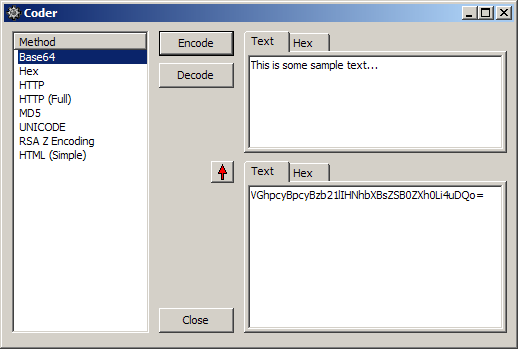 Coder
Method
Base64
Hex
HTTP
HTTP (Full)
MD5
UNICODE
RSA Z Encoding
HTML (Simple)
Encode
Decode
Close
Text Hex
This is some sample text...
Text Hex
VGhpcyBpcyBzb21lIHNhbXBsZSB0ZXh0Li4uDQo=